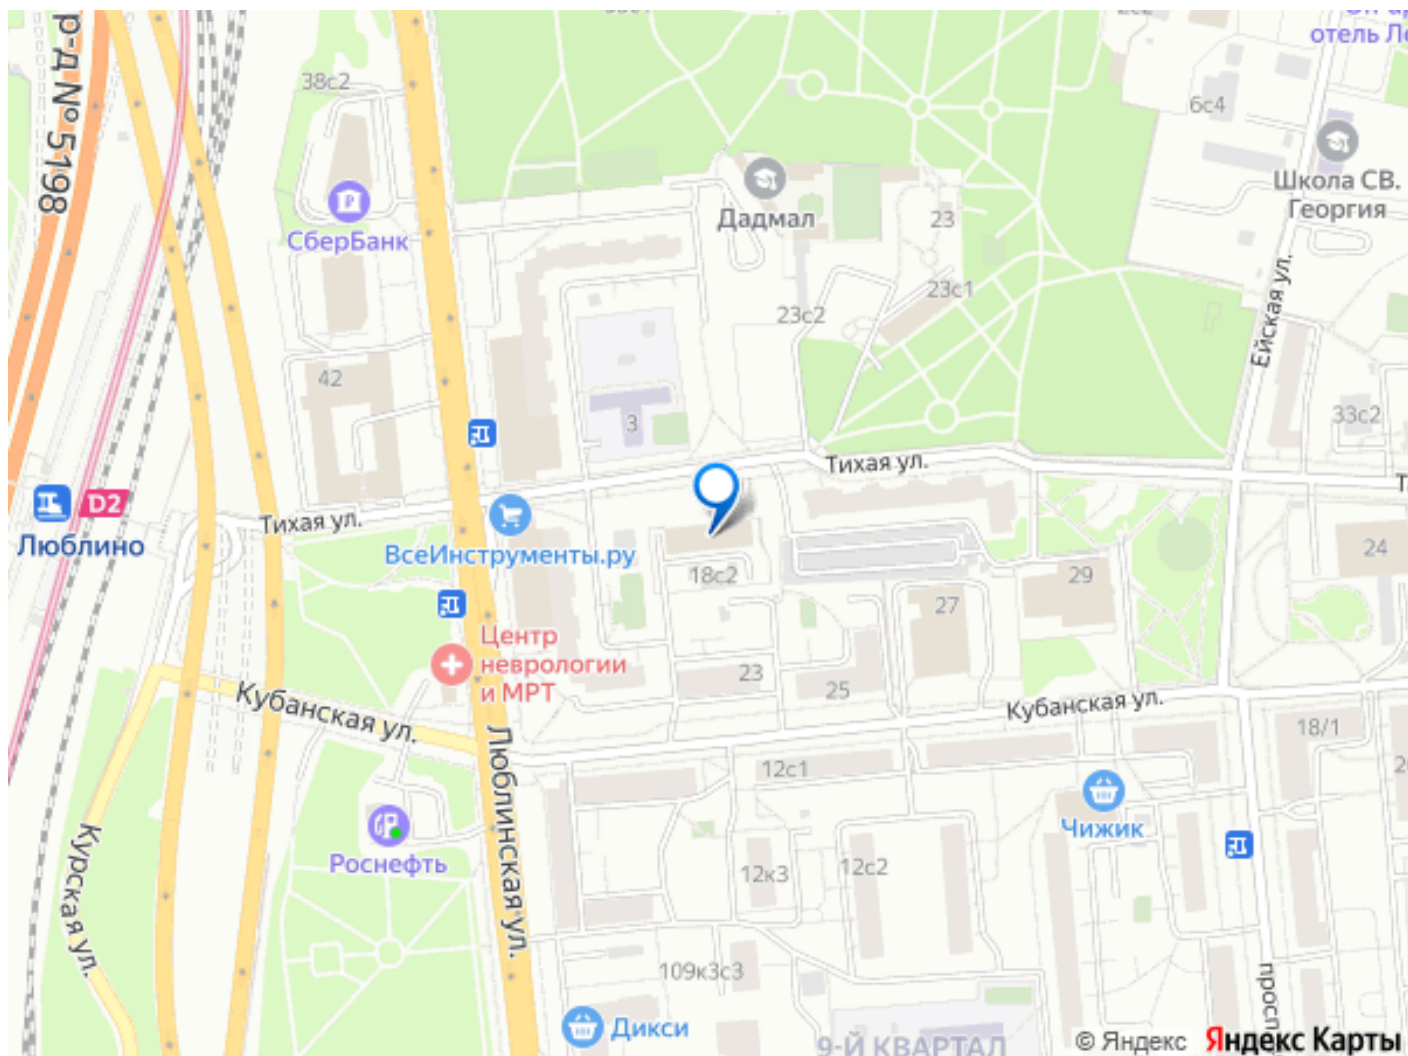 р-д № 5198
38с2
СберБанк
42
Люблино
D2
Тихая ул.
ВсеИнструменты.ру
Центр
неврологии
и МРТ
Кубанская ул.
Курская ул.
Роснефть
Люблинская ул.
Дикси
Дадмал
23
23с1
23с2
3
Тихая ул.
18с2
23
25
27
29
Кубанская ул.
12с1
12к3
12с2
109к3с3
Чижик
9-Й КВАРТАЛ
6с4
Школа СВ.
Георгия
Ейская ул.
33с2
24
18/1
отель
© Яндекс
Яндекс Карты